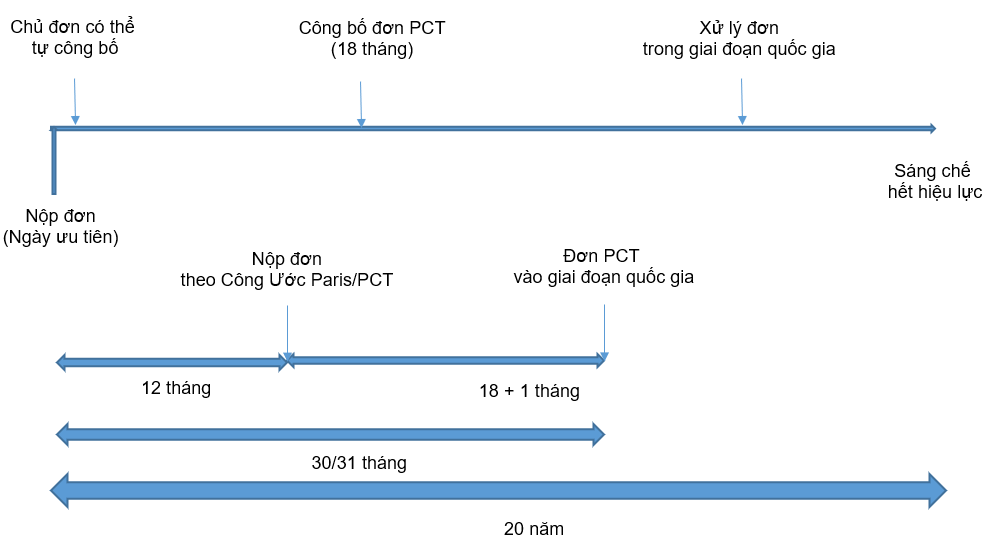 Chủ đơn có thể
tự công bố
Công bố đơn PCT
(18 tháng)
Xử lý đơn
trong giai đoạn quốc gia
Sáng chế
hết hiệu lực
Nộp đơn
(Ngày ưu tiên)
Nộp đơn
theo Công Ước Paris/PCT
Đơn PCT
vào giai đoạn quốc gia
12 tháng
18 + 1 tháng
30/31 tháng
20 năm